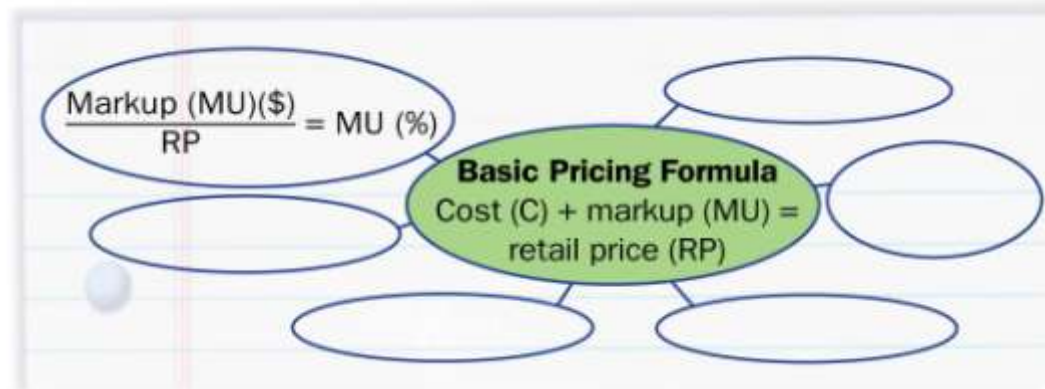 Markup (MU)($)
RP
= MU (%)
Basic Pricing Formula
Cost (C) + markup (MU) =
retail price (RP)